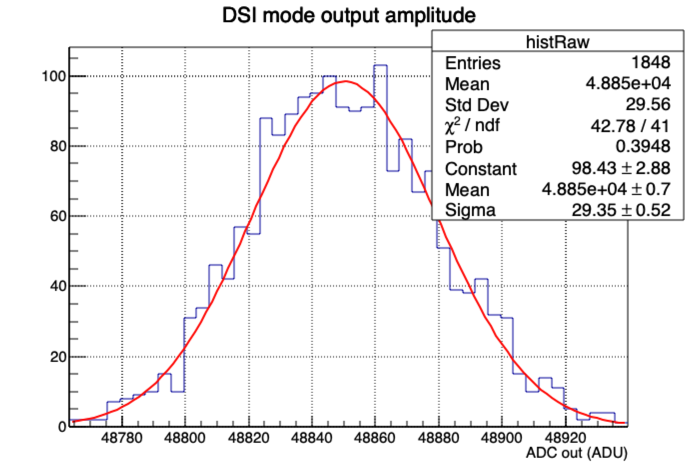 DSI mode output amplitude
histRaw
Entries 1848
Mean 4.885e+04
Std Dev 29.56
χ² / ndf 42.78 / 41
Prob 0.3948
Constant 98.43 ± 2.88
Mean 4.885e+04 ± 0.7
Sigma 29.35 ± 0.52
100
80
60
40
20
0
48780 48800 48820 48840 48860 48880 48900 48920
ADC out (ADU)